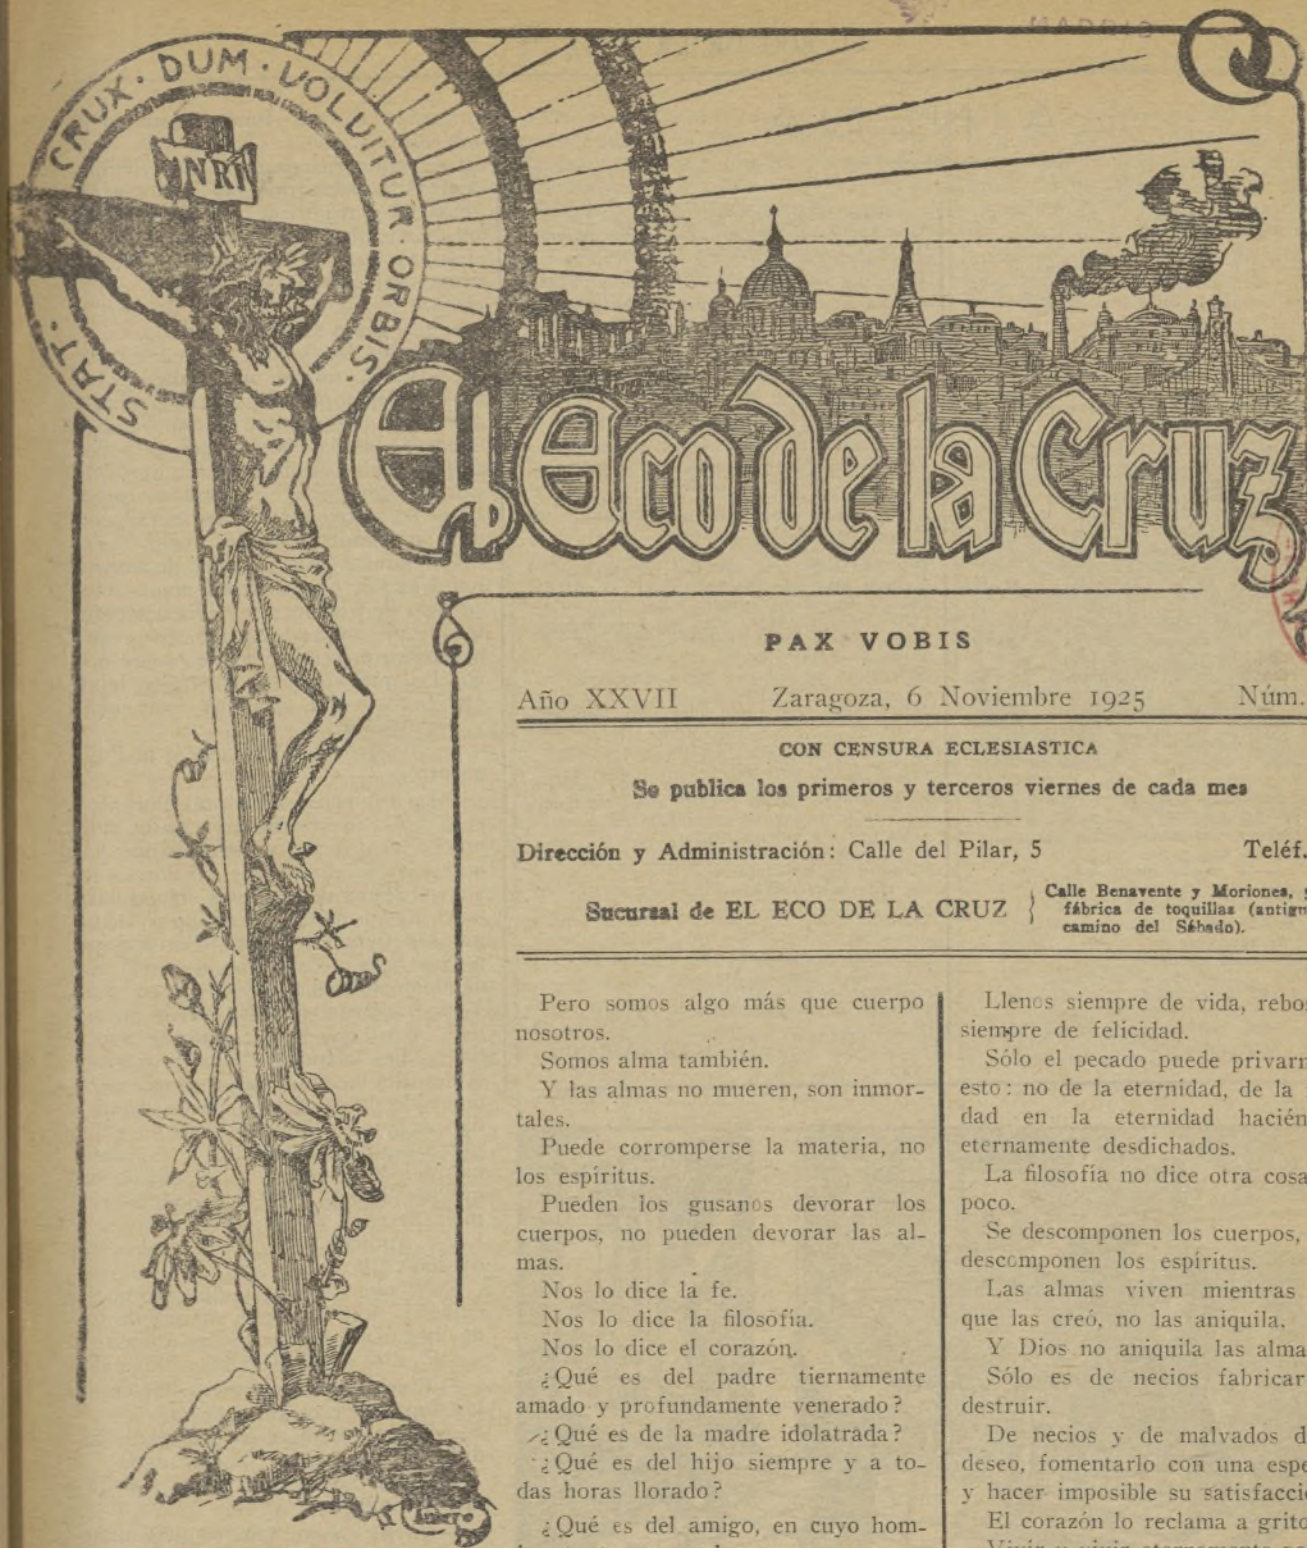 MADRID
STAT · CRUX · DUM · VOLVITUR · ORBIS ·
INRI
El Eco de la Cruz
PAX VOBIS
Año XXVII Zaragoza, 6 Noviembre 1925 Núm.
CON CENSURA ECLESIASTICA
Se publica los primeros y terceros viernes de cada mes
Dirección y Administración: Calle del Pilar, 5 Teléf.
Sucursal de EL ECO DE LA CRUZ { Calle Benavente y Moriones,
fábrica de toquillas (antigu
camino del Sábado).
Pero somos algo más que cuerpo
nosotros.
Somos alma también.
Y las almas no mueren, son inmor-
tales.
Puede corromperse la materia, no
los espíritus.
Pueden los gusanos devorar los
cuerpos, no pueden devorar las al-
mas.
Nos lo dice la fe.
Nos lo dice la filosofía.
Nos lo dice el corazón.
¿Qué es del padre tiernamente
amado y profundamente venerado?
¿Qué es de la madre idolatrada?
¿Qué es del hijo siempre y a to-
das horas llorado?
¿Qué es del amigo, en cuyo hom-
Llenos siempre de vida, rebos
siempre de felicidad.
Sólo el pecado puede privarn
esto: no de la eternidad, de la
dad en la eternidad hacién
eternamente desdichados.
La filosofía no dice otra cosa
poco.
Se descomponen los cuerpos,
descomponen los espíritus.
Las almas viven mientras
que las creó, no las aniquila.
Y Dios no aniquila las alma
Sólo es de necios fabricar
destruir.
De necios y de malvados d
deseo, fomentarlo con una espe
y hacer imposible su satisfacci
El corazón lo reclama a grito